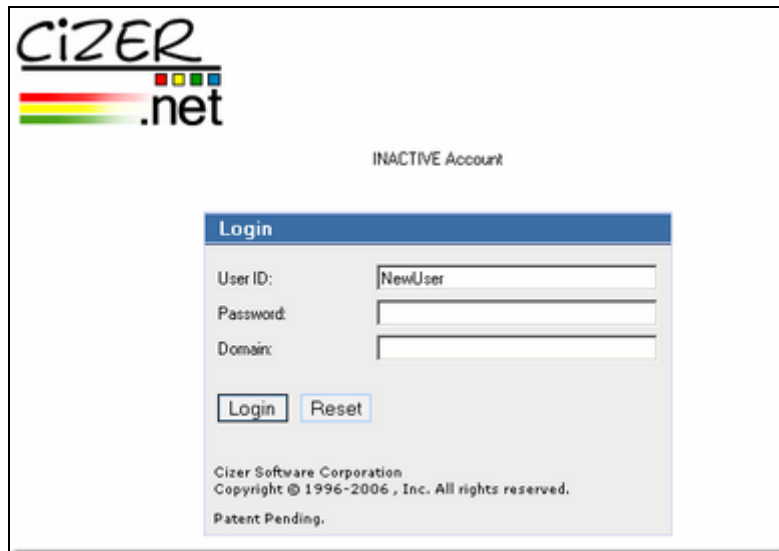 CiZER
.net
INACTIVE Account
Login
User ID: NewUser
Password:
Domain:
Login Reset
Cizer Software Corporation
Copyright © 1996-2006 , Inc. All rights reserved.
Patent Pending.